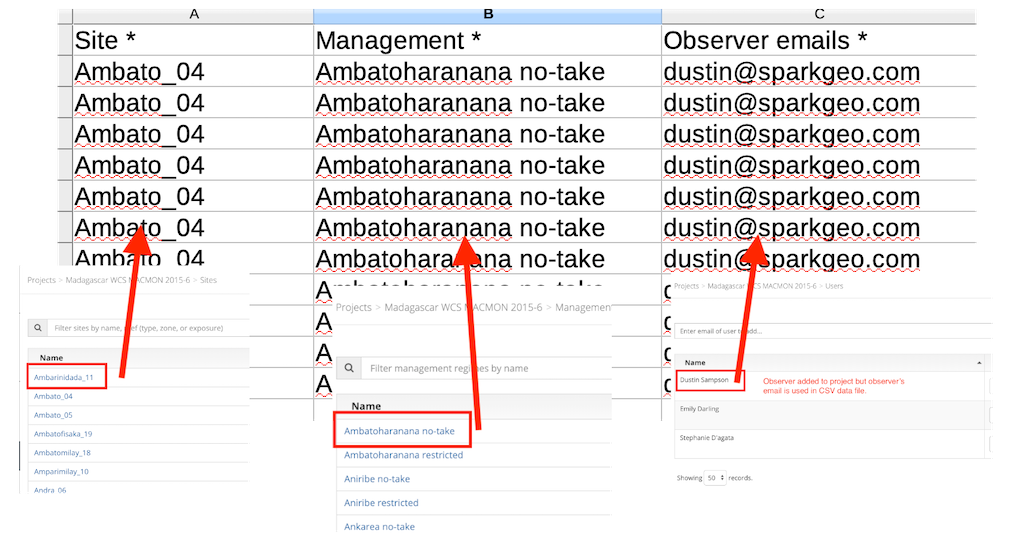 A B C
Site * Management * Observer emails *
Ambato_04 Ambatoharanana no-take dustin@sparkgeo.com
Ambato_04 Ambatoharanana no-take dustin@sparkgeo.com
Ambato_04 Ambatoharanana no-take dustin@sparkgeo.com
Ambato_04 Ambatoharanana no-take dustin@sparkgeo.com
Ambato_04 Ambatoharanana no-take dustin@sparkgeo.com
Ambato_04 Ambatoharanana no-take dustin@sparkgeo.com
Ambato_04 Ambatoharanana no-take dustin@sparkgeo.com
Projects > Madagascar WCS MACMON 2015-6 > Sites
Filter sites by name, reef (type, zone, or exposure)
Name
Ambarinidada_11
Ambato_04
Ambato_05
Ambatofisaka_19
Ambatomilay_18
Amparimilay_10
Andra_06
A
A
A
A
Projects > Madagascar WCS MACMON 2015-6 > Managemen
Filter management regimes by name
Name
Ambatoharanana no-take
Ambatoharanana restricted
Aniribe no-take
Aniribe restricted
Ankarea no-take
Projects > Madagascar WCS MACMON 2015-6 > Users
Enter email of user to add...
Name
Dustin Sampson
Observer added to project but observer's
email is used in CSV data file.
Emily Darling
Stephanie D'agata
Showing 50 records.